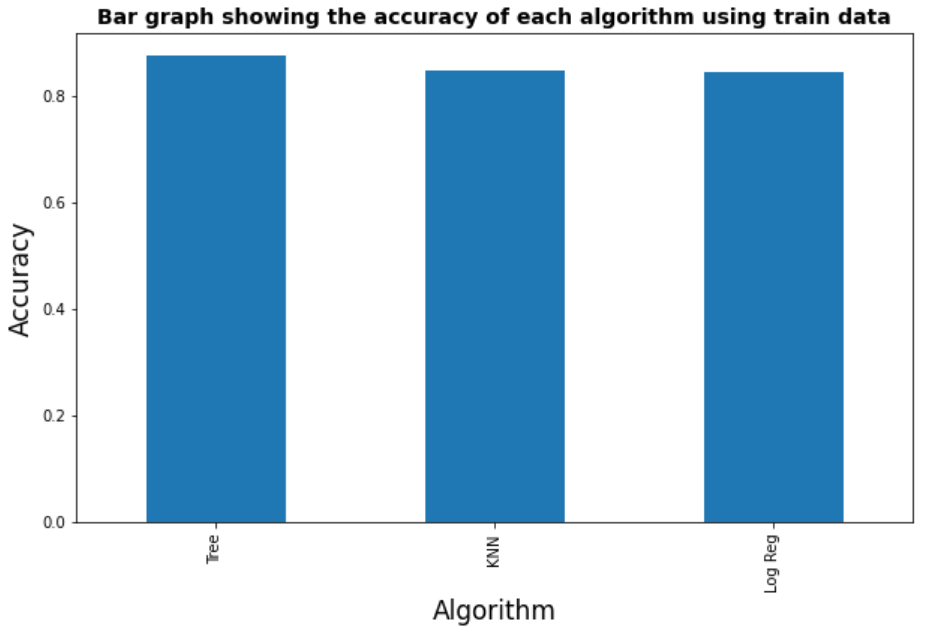 Bar graph showing the accuracy of each algorithm using train data
Accuracy
0.8
0.6
0.4
0.2
0.0
Tree
KNN
Log Reg
Algorithm